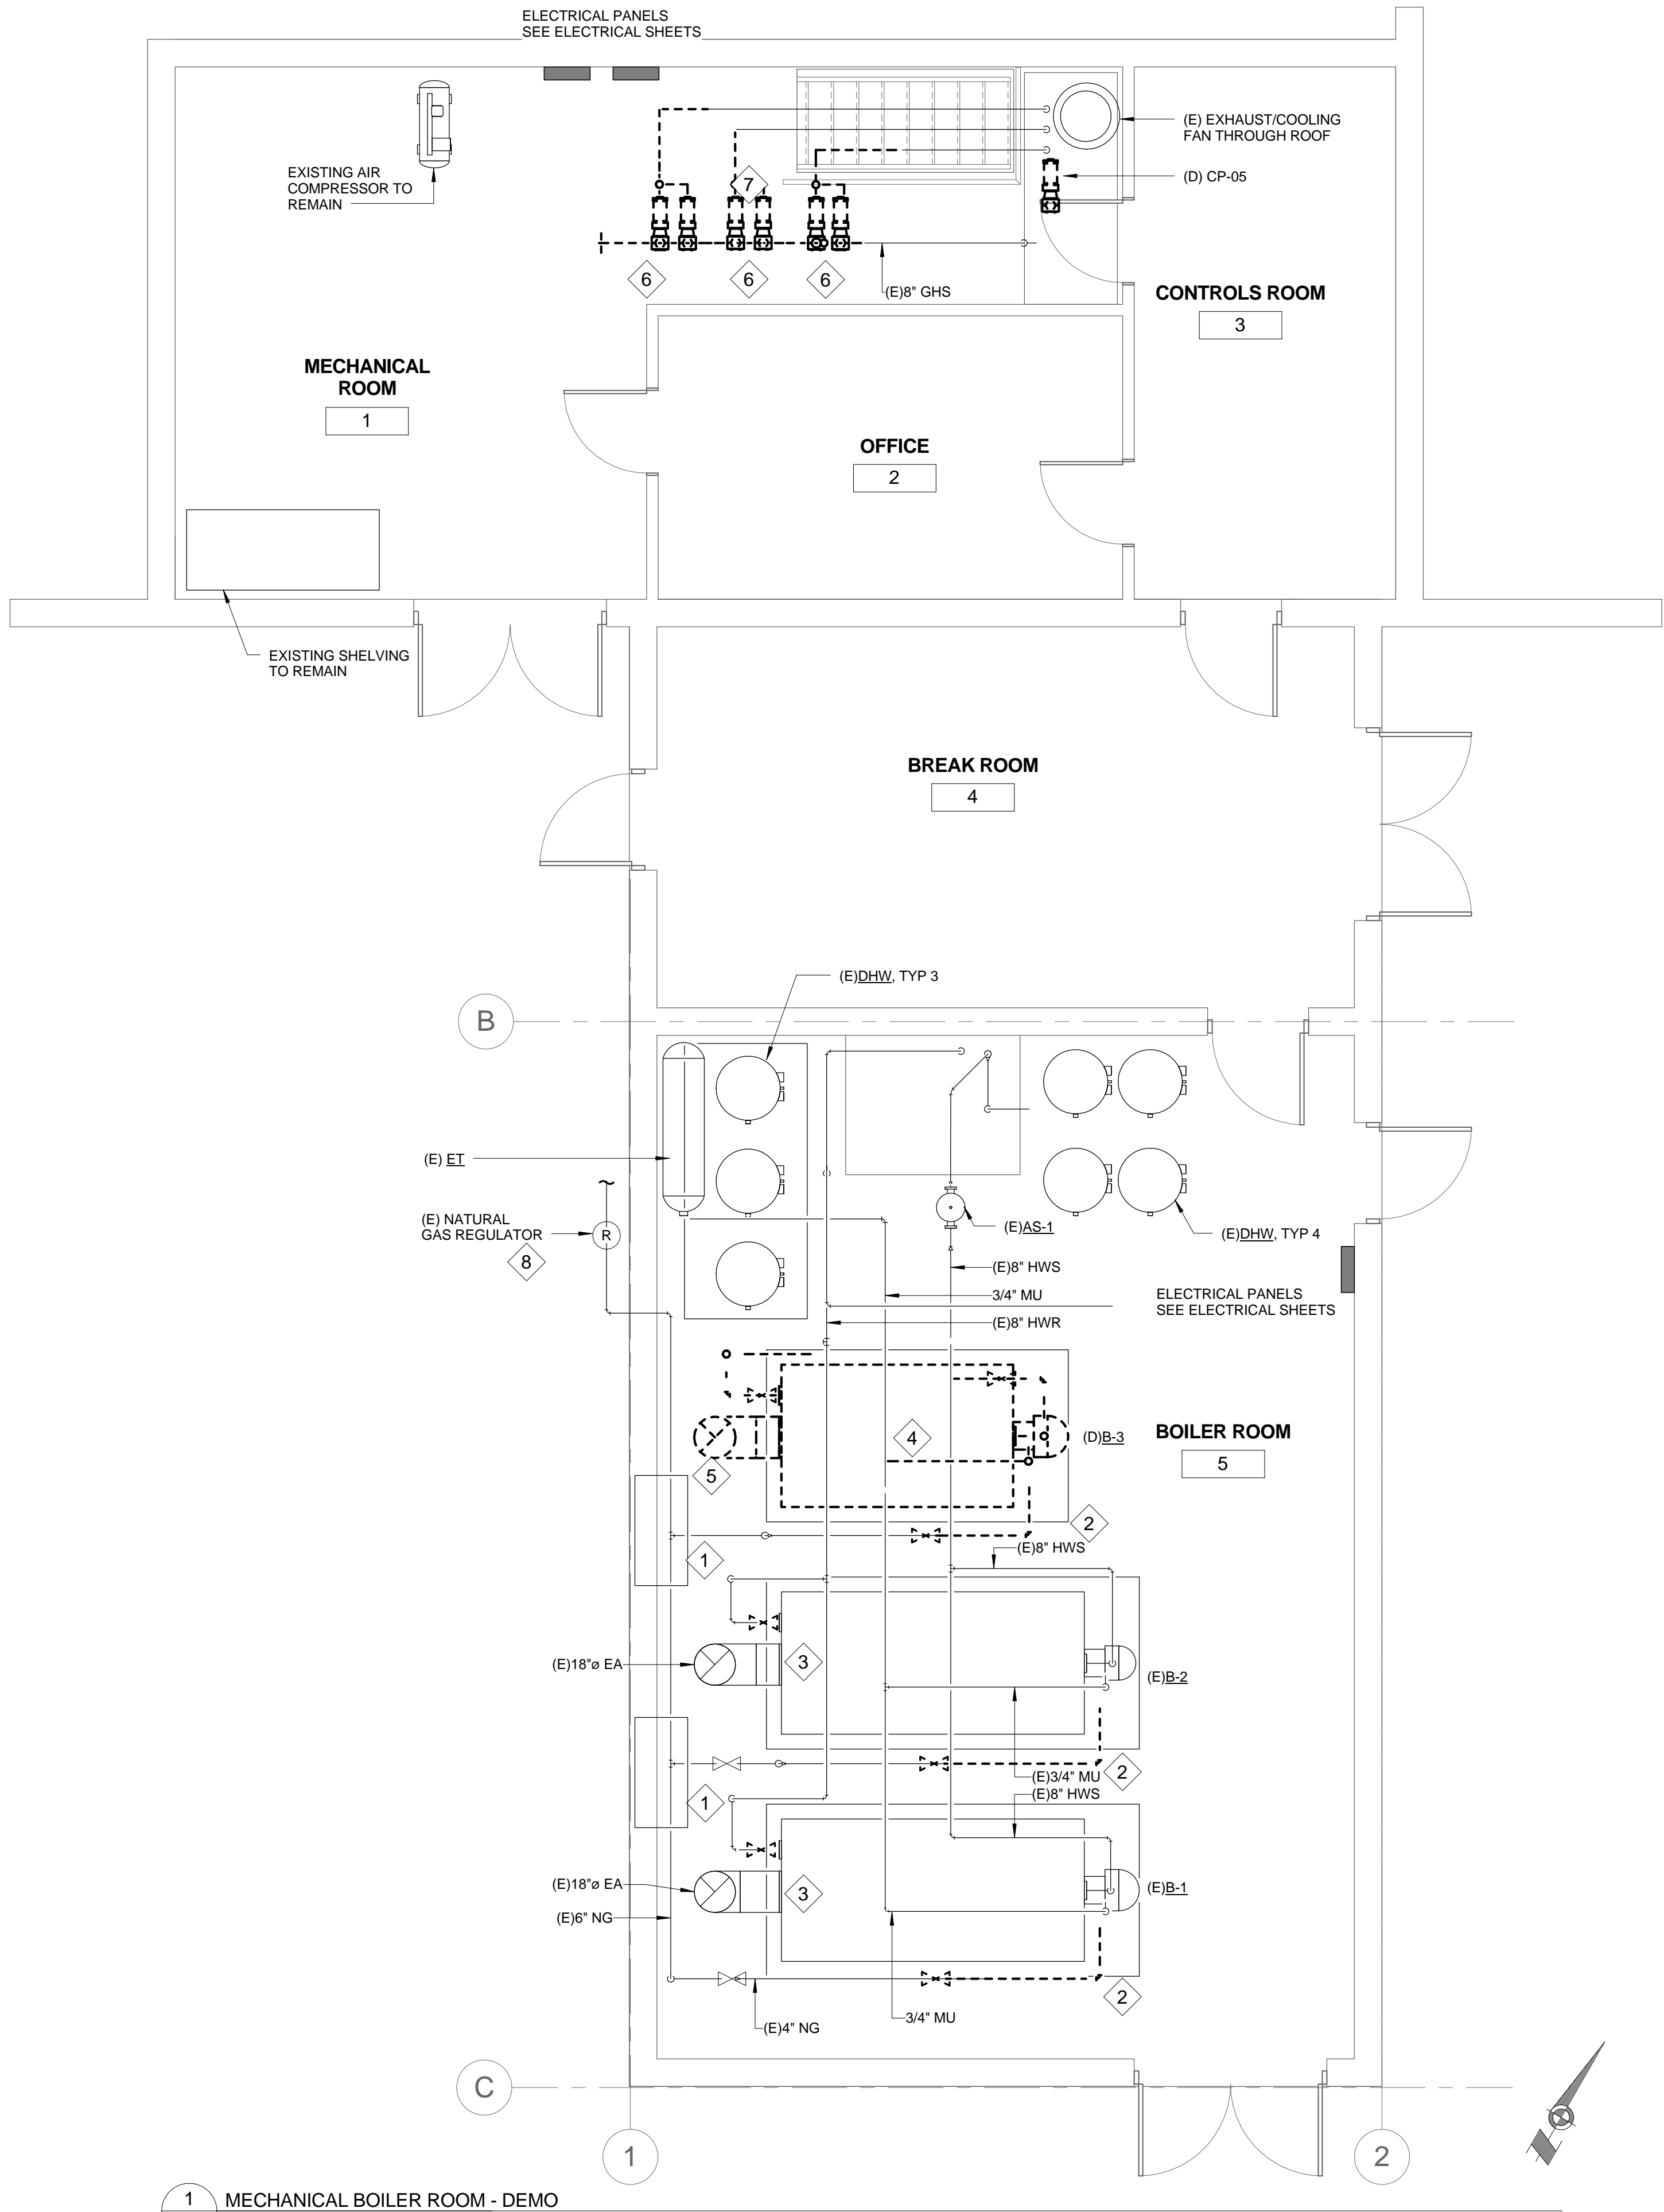 ELECTRICAL PANELS
SEE ELECTRICAL SHEETS
EXISTING AIR
COMPRESSOR TO
REMAIN
(E) EXHAUST/COOLING
FAN THROUGH ROOF
(D) CP-05
7
6
6
6
(E)8" GHS
CONTROLS ROOM
3
MECHANICAL
ROOM
1
OFFICE
2
EXISTING SHELVING
TO REMAIN
BREAK ROOM
4
(E)DHW, TYP 3
B
(E) ET
(E) NATURAL
GAS REGULATOR
R
8
(E)AS-1
(E)DHW, TYP 4
(E)8" HWS
3/4" MU
(E)8" HWR
ELECTRICAL PANELS
SEE ELECTRICAL SHEETS
4
(D)B-3
BOILER ROOM
5
5
2
1
(E)8" HWS
(E)18"ø EA
3
(E)B-2
(E)3/4" MU
2
(E)8" HWS
1
(E)18"ø EA
3
(E)B-1
(E)6" NG
2
3/4" MU
(E)4" NG
C
1
2
1
MECHANICAL BOILER ROOM - DEMO